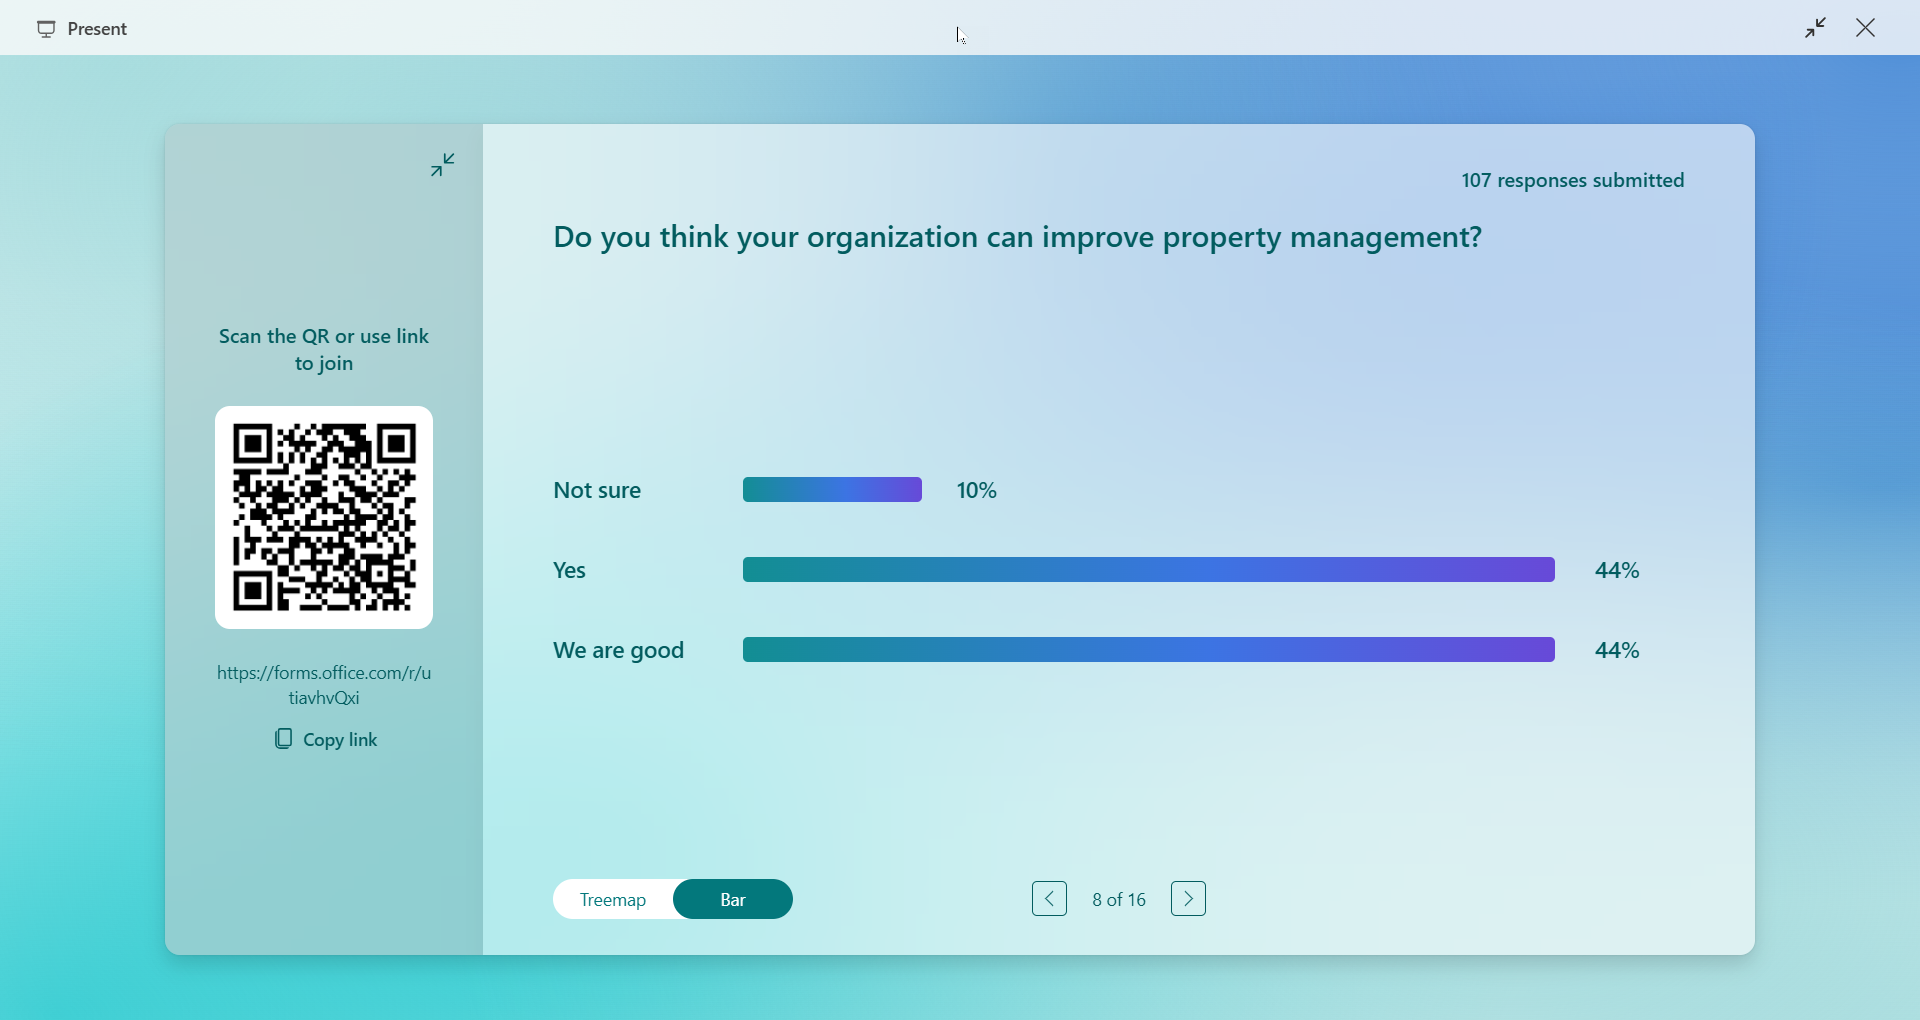 Present
107 responses submitted
Do you think your organization can improve property management?
Scan the QR or use link
to join
https://forms.office.com/r/u
tiavhvQxi
Copy link
Not sure 10%
Yes 44%
We are good 44%
Treemap Bar
8 of 16